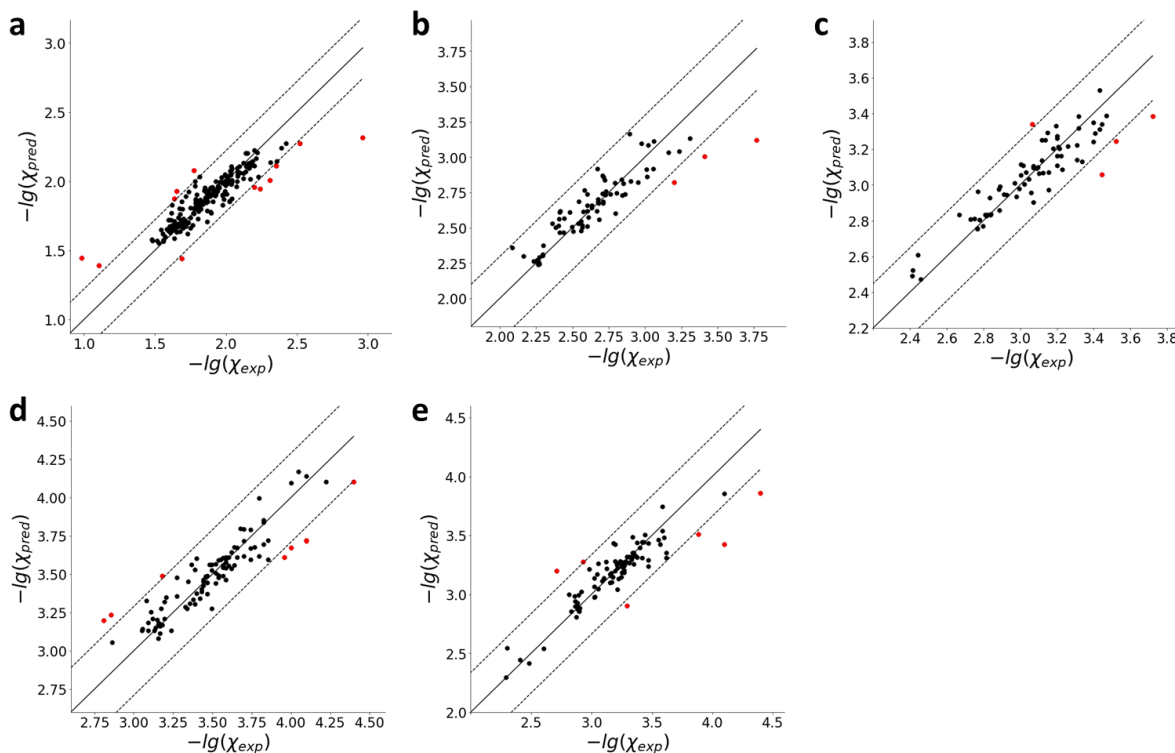 a
b
c
3.0
2.5
2.0
1.5
1.0
−lg(χpred)
1.0 1.5 2.0 2.5 3.0
−lg(χexp)
3.75
3.50
3.25
3.00
2.75
2.50
2.25
2.00
−lg(χpred)
2.00 2.25 2.50 2.75 3.00 3.25 3.50 3.75
−lg(χexp)
3.8
3.6
3.4
3.2
3.0
2.8
2.6
2.4
2.2
−lg(χpred)
2.4 2.6 2.8 3.0 3.2 3.4 3.6 3.8
−lg(χexp)
d
e
4.50
4.25
4.00
3.75
3.50
3.25
3.00
2.75
−lg(χpred)
2.75 3.00 3.25 3.50 3.75 4.00 4.25 4.50
−lg(χexp)
4.5
4.0
3.5
3.0
2.5
2.0
−lg(χpred)
2.5 3.0 3.5 4.0 4.5
−lg(χexp)